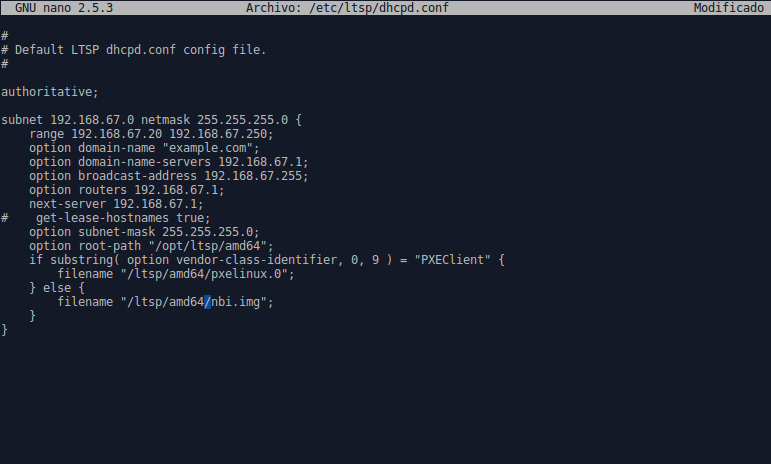 GNU nano 2.5.3 Archivo: /etc/ltsp/dhcpd.conf Modificado
#
# Default LTSP dhcpd.conf config file.
#
authoritative;
subnet 192.168.67.0 netmask 255.255.255.0 {
    range 192.168.67.20 192.168.67.250;
    option domain-name "example.com";
    option domain-name-servers 192.168.67.1;
    option broadcast-address 192.168.67.255;
    option routers 192.168.67.1;
    next-server 192.168.67.1;
#    get-lease-hostnames true;
    option subnet-mask 255.255.255.0;
    option root-path "/opt/ltsp/amd64";
    if substring( option vendor-class-identifier, 0, 9 ) = "PXEClient" {
        filename "/ltsp/amd64/pxelinux.0";
    } else {
        filename "/ltsp/amd64/nbi.img";
    }
}